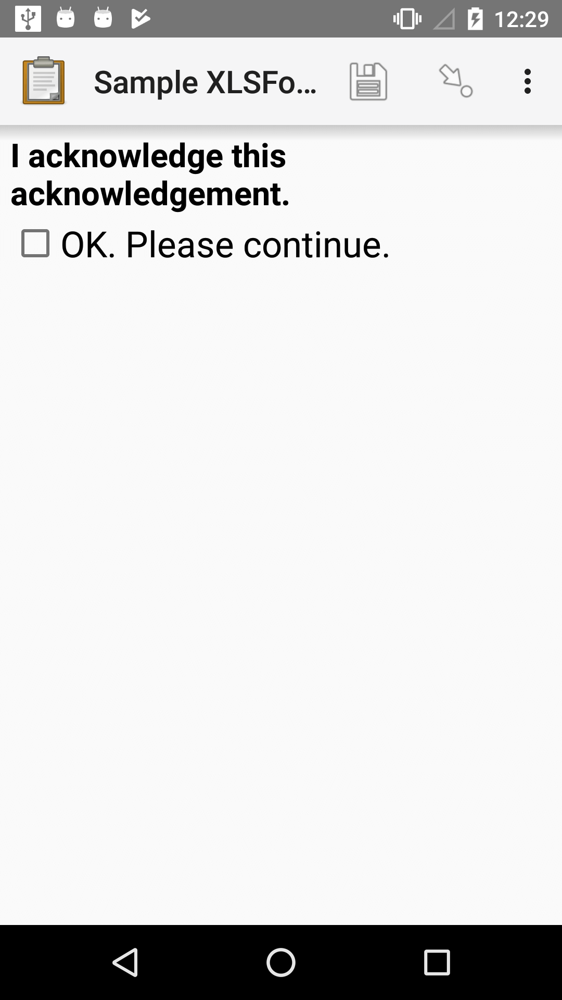 12:29
Sample XLSFo...
I acknowledge this
acknowledgement.
OK. Please continue.